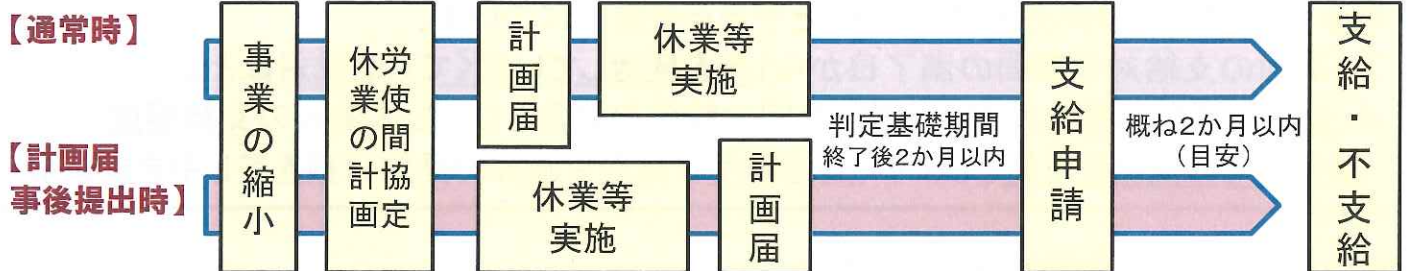 【通常時】
【計画届
事後提出時】
事業の縮小
労使間協定
休業の計画
計画届
休業等
実施
休業等
実施
計画届
判定基礎期間
終了後2か月以内
支給申請
概ね2か月以内
（目安）
支給・不支給